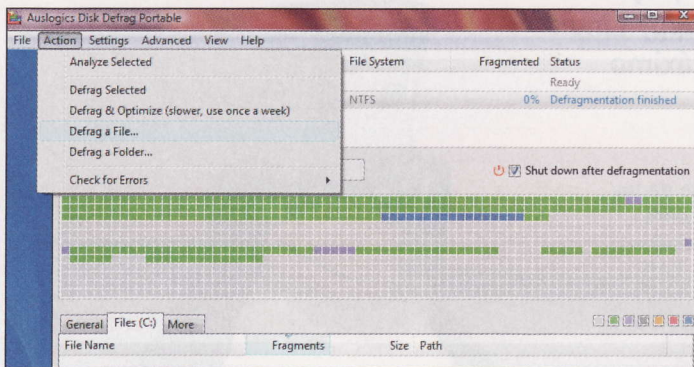 Auslogics Disk Defrag Portable
File Action Settings Advanced View Help
Analyze Selected
Defrag Selected
Defrag & Optimize (slower, use once a week)
Defrag a File...
Defrag a Folder...
Check for Errors
File System Fragmented Status
Ready
NTFS 0% Defragmentation finished
Shut down after defragmentation
General Files (C:) More
File Name Fragments Size Path